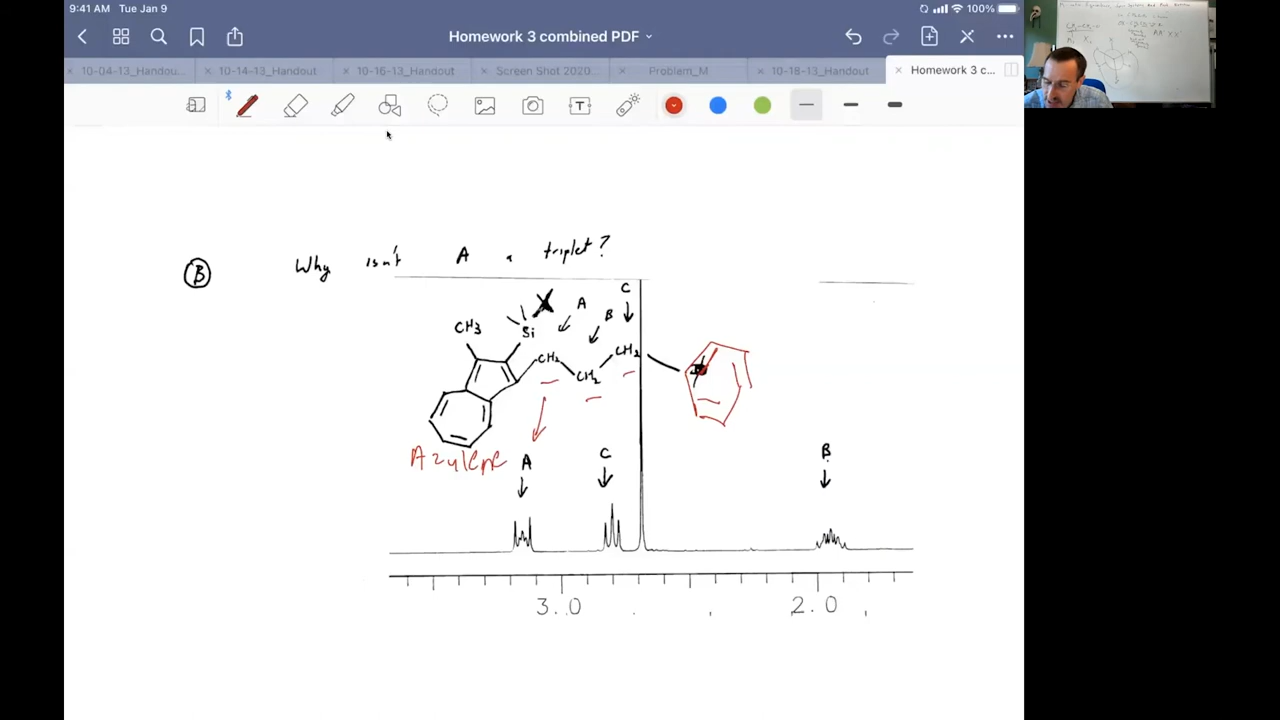 9:41 AM Tue Jan 9
100%
Homework 3 combined PDF
10-04-13_Handou...
10-14-13_Handout
10-16-13_Handout
Screen Shot 2020...
Problem_M
10-18-13_Handout
Homework 3 c...
T
B Why isn't A a triplet?
C
A
B
CH3
Si
CH2
CH2
CH2
Azulene
A
C
B
3.0
2.0